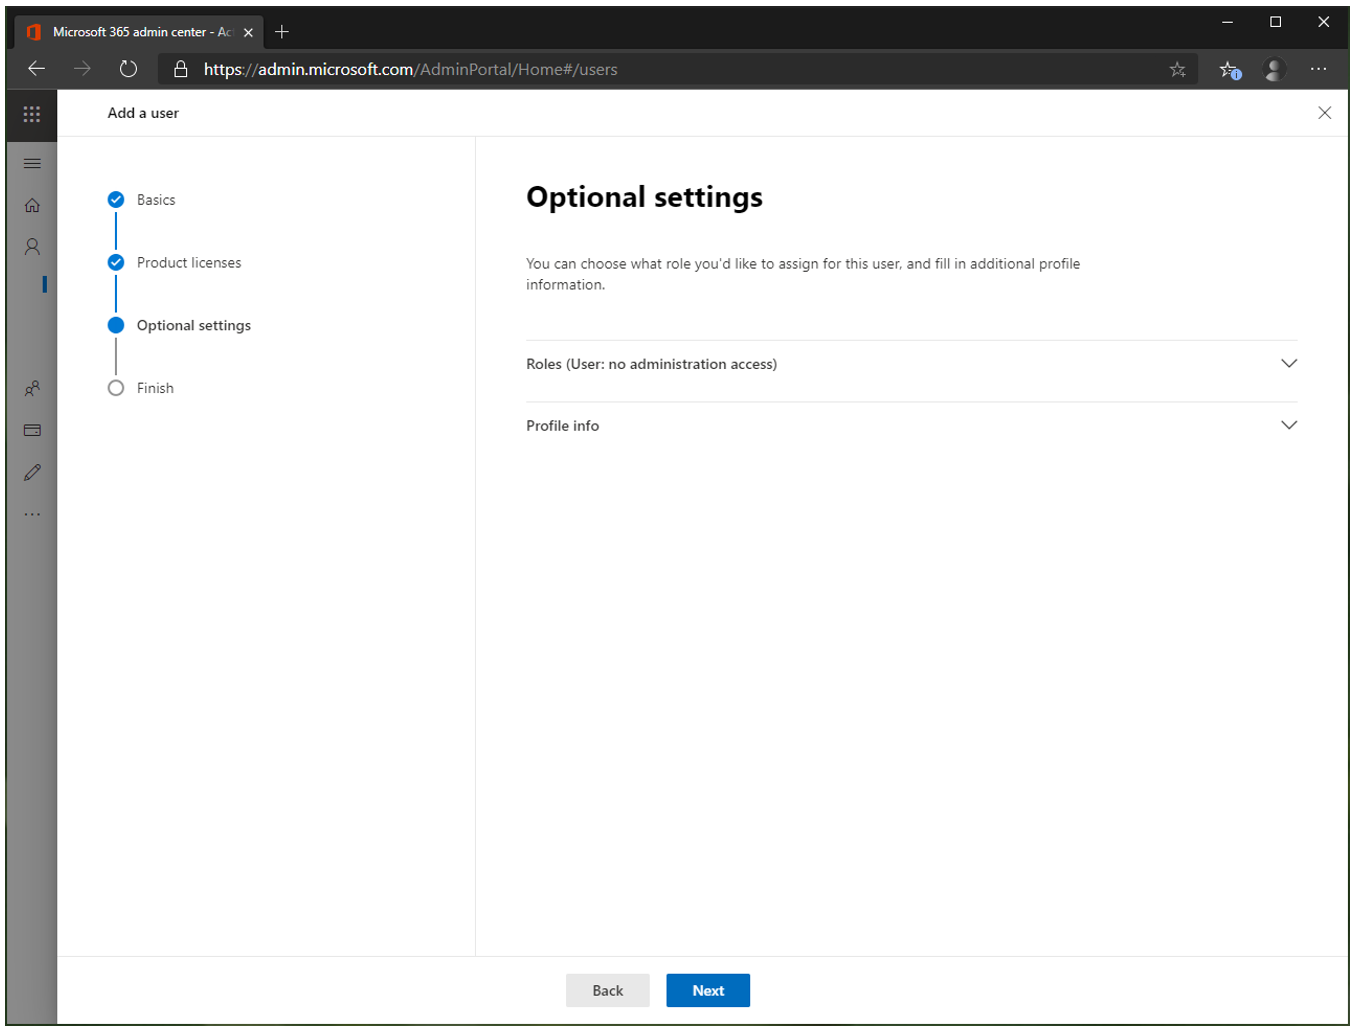 Microsoft 365 admin center - Ac
https://admin.microsoft.com/AdminPortal/Home#/users
Add a user
Basics
Product licenses
Optional settings
Finish
Optional settings
You can choose what role you'd like to assign for this user, and fill in additional profile
information.
Roles (User: no administration access)
Profile info
Back
Next